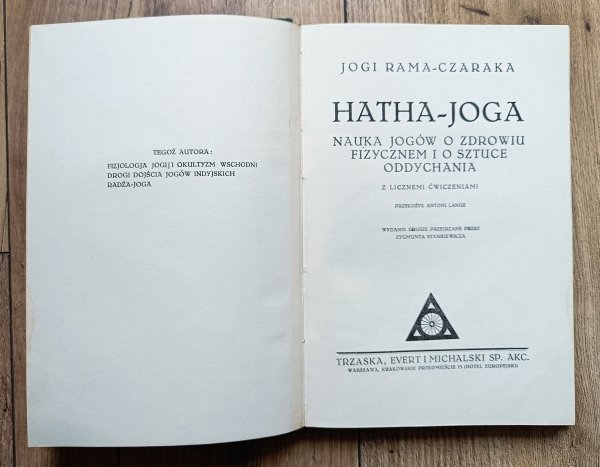 TEGOŻ AUTORA:
FIZJOLOGJA JOGI I OKULTYZM WSCHODNI
DROGI DOJŚCIA JOGÓW INDYJSKICH
RADŻA-JOGA
JOGI RAMA-CZARAKA
HATHA-JOGA
NAUKA JOGÓW O ZDROWIU
FIZYCZNEM I O SZTUCE
ODDYCHANIA
Z LICZNEMI ĆWICZENIAMI
PRZEŁOŻYŁ ANTONI LANGE
WYDANIE DRUGIE PRZEJRZANE PRZEZ
ZYGMUNTA STANKIEWICZA
TRZASKA, EVERT I MICHALSKI SP. AKC.
WARSZAWA, KRAKOWSKIE PRZEDMIEŚCIE 13 (HOTEL EUROPEJSKI)